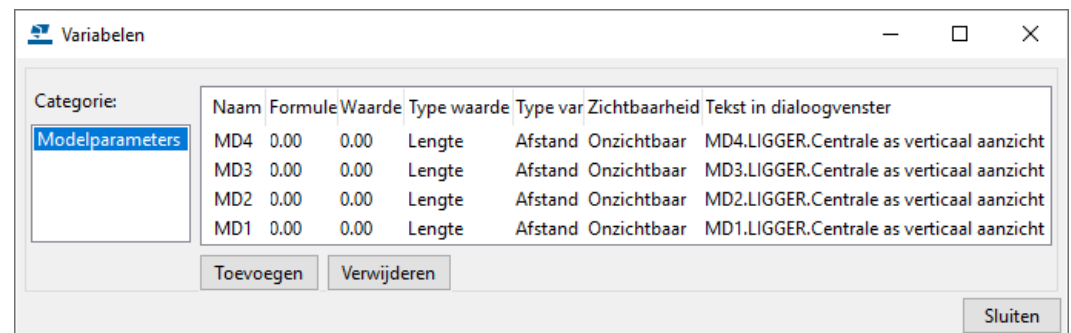 Variabelen
Categorie:
Modelparameters
Naam Formule Waarde Type waarde Type var Zichtbaarheid Tekst in dialoogvenster
MD4 0.00 0.00 Lengte Afstand Onzichtbaar MD4.LIGGER.Centrale as verticaal aanzicht
MD3 0.00 0.00 Lengte Afstand Onzichtbaar MD3.LIGGER.Centrale as verticaal aanzicht
MD2 0.00 0.00 Lengte Afstand Onzichtbaar MD2.LIGGER.Centrale as verticaal aanzicht
MD1 0.00 0.00 Lengte Afstand Onzichtbaar MD1.LIGGER.Centrale as verticaal aanzicht
Toevoegen Verwijderen
Sluiten